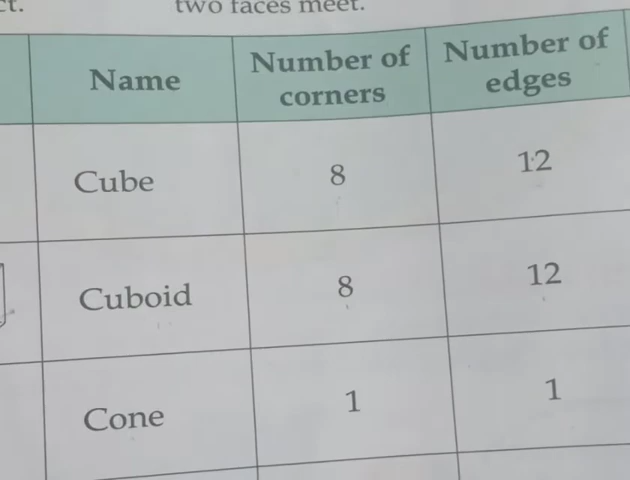 ct.
two faces meet.
Name
Number of
corners
Number of
edges
Cube
8
12
Cuboid
8
12
Cone
1
1